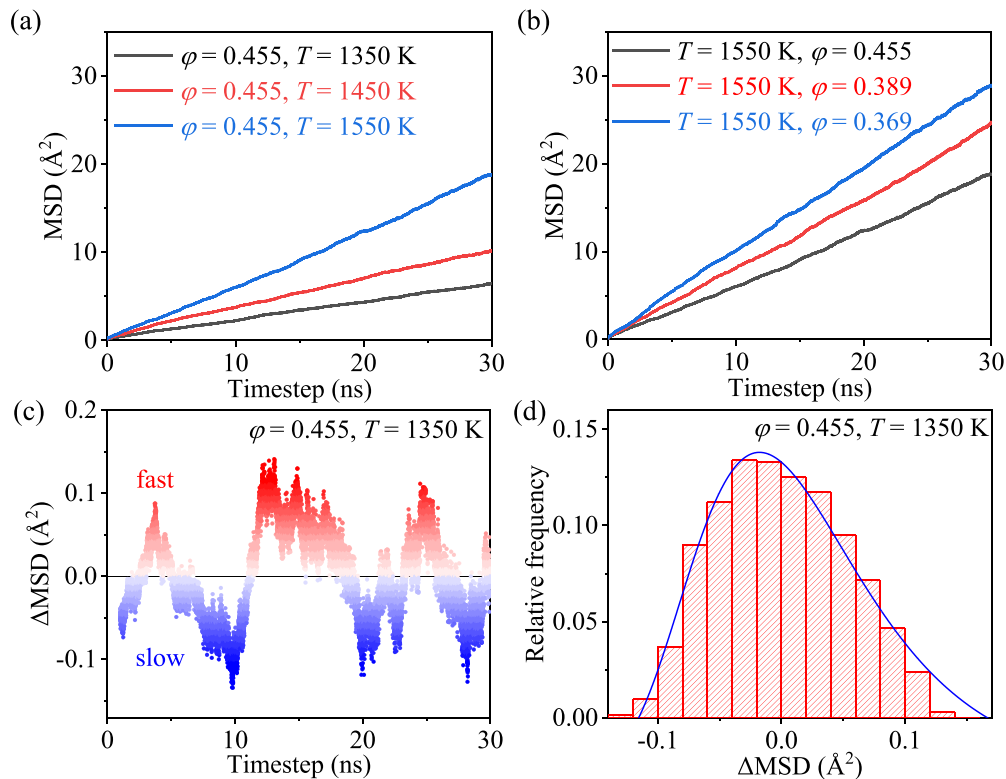 (a)
φ = 0.455, T = 1350 K
φ = 0.455, T = 1450 K
φ = 0.455, T = 1550 K
MSD (Å²)
30
20
10
0
0 10 20 30
Timestep (ns)
(b)
T = 1550 K, φ = 0.455
T = 1550 K, φ = 0.389
T = 1550 K, φ = 0.369
MSD (Å²)
30
20
10
0
0 10 20 30
Timestep (ns)
(c)
φ = 0.455, T = 1350 K
fast
slow
ΔMSD (Å²)
0.2
0.1
0.0
-0.1
0 10 20 30
Timestep (ns)
(d)
φ = 0.455, T = 1350 K
Relative frequency
0.15
0.10
0.05
0.00
-0.1 0.0 0.1
ΔMSD (Å²)